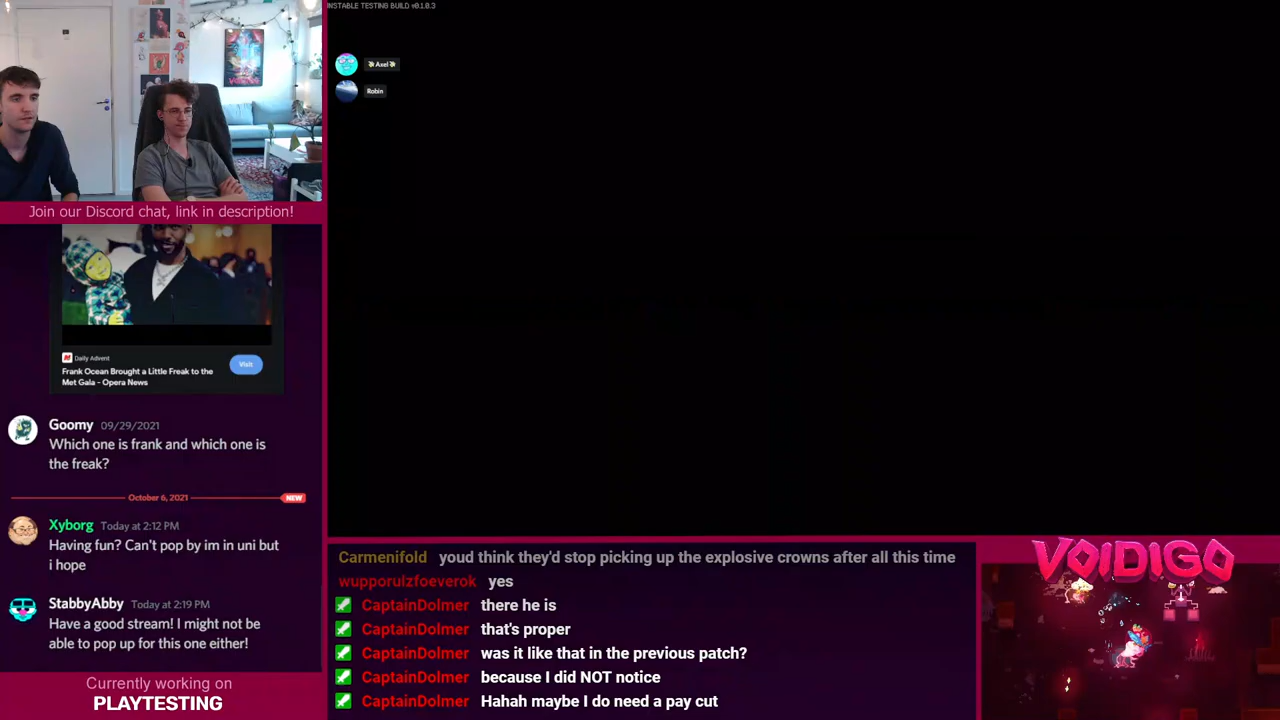 UNSTABLE TESTING BUILD v0.1.0.3
Axel
Robin
Join our Discord chat, link in description!
Daily Advent
Frank Ocean Brought a Little Freak to the
Met Gala - Opera News
Visit
Goomy 09/29/2021
Which one is frank and which one is
the freak?
October 6, 2021
NEW
Xyborg Today at 2:12 PM
Having fun? Can't pop by im in uni but
i hope
StabbyAbby Today at 2:19 PM
Have a good stream! I might not be
able to pop up for this one either!
Currently working on
PLAYTESTING
Carmenifold youd think they'd stop picking up the explosive crowns after all this time
wupporulzfoeverok yes
CaptainDolmer there he is
CaptainDolmer that's proper
CaptainDolmer was it like that in the previous patch?
CaptainDolmer because I did NOT notice
CaptainDolmer Hahah maybe I do need a pay cut
VOIDIGO